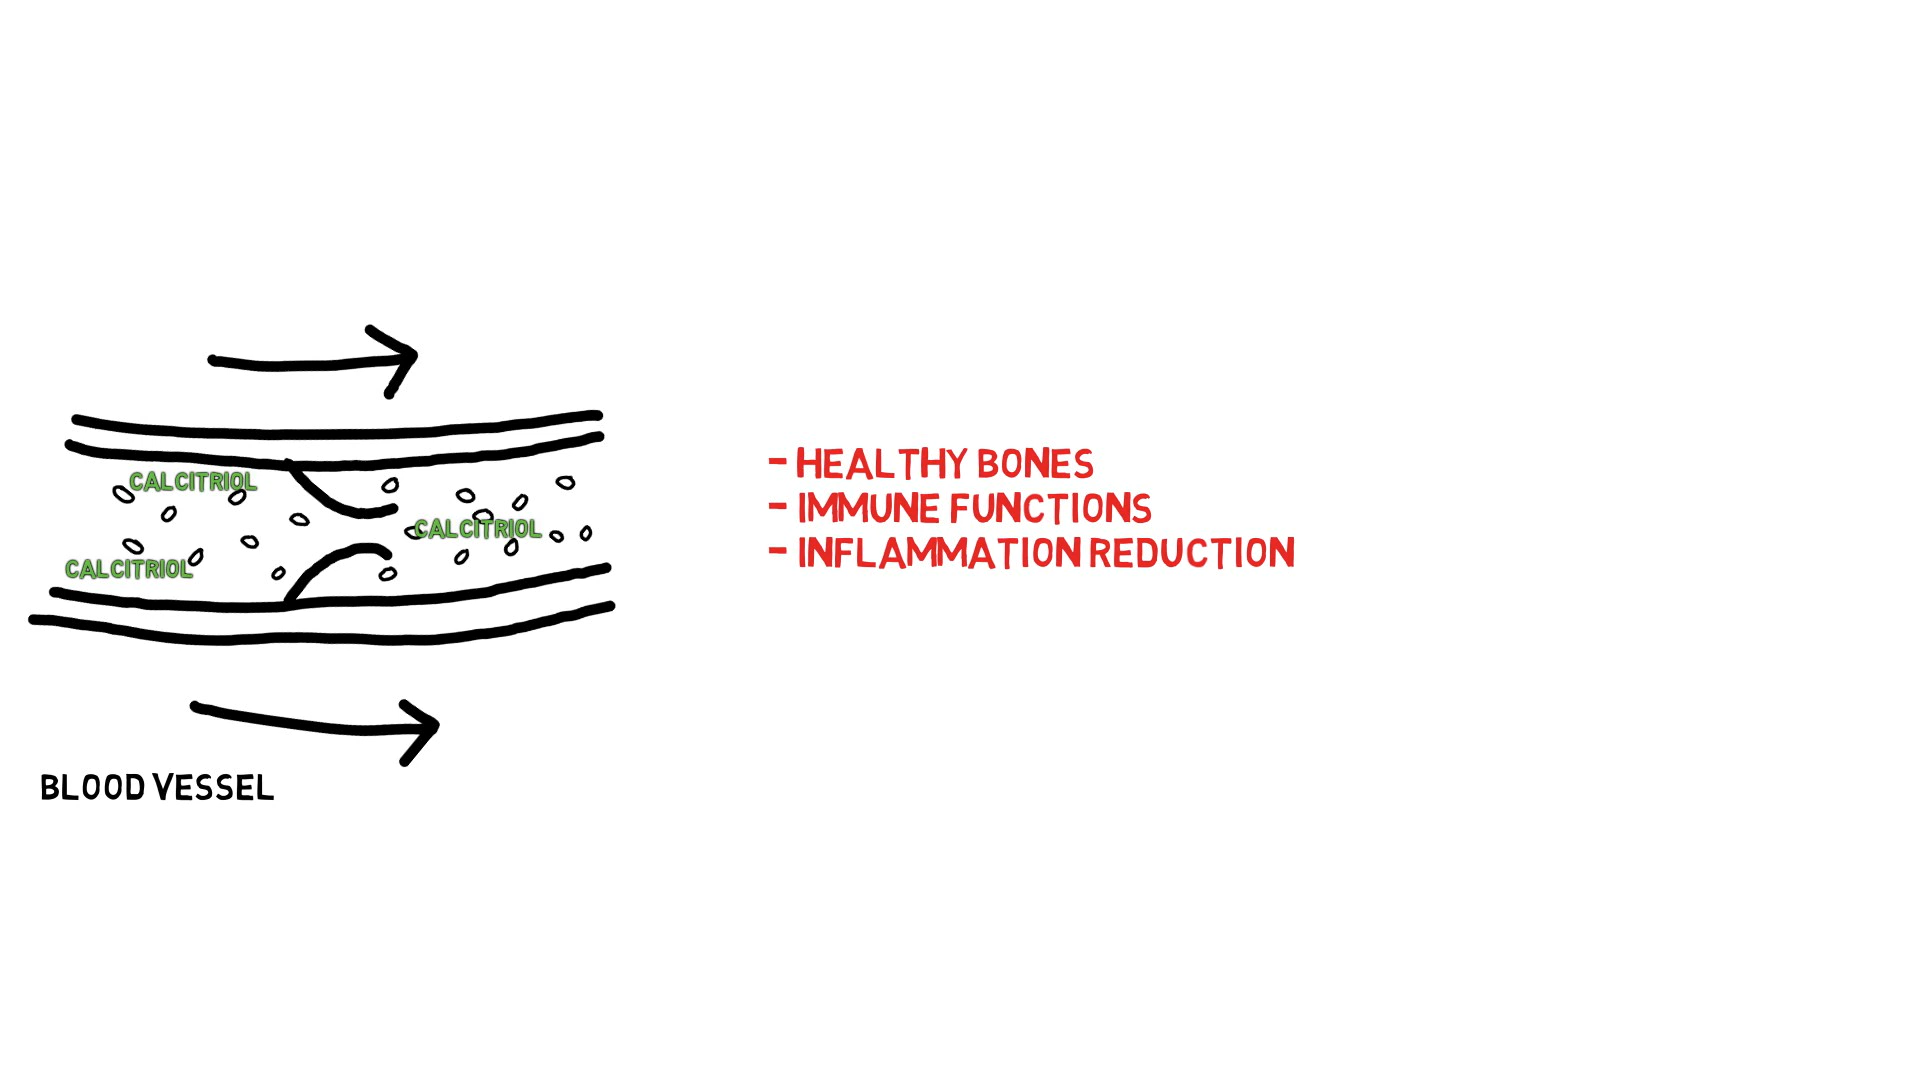 CALCITRIOL
CALCITRIOL
CALCITRIOL
BLOOD VESSEL
- HEALTHY BONES
- IMMUNE FUNCTIONS
- INFLAMMATION REDUCTION